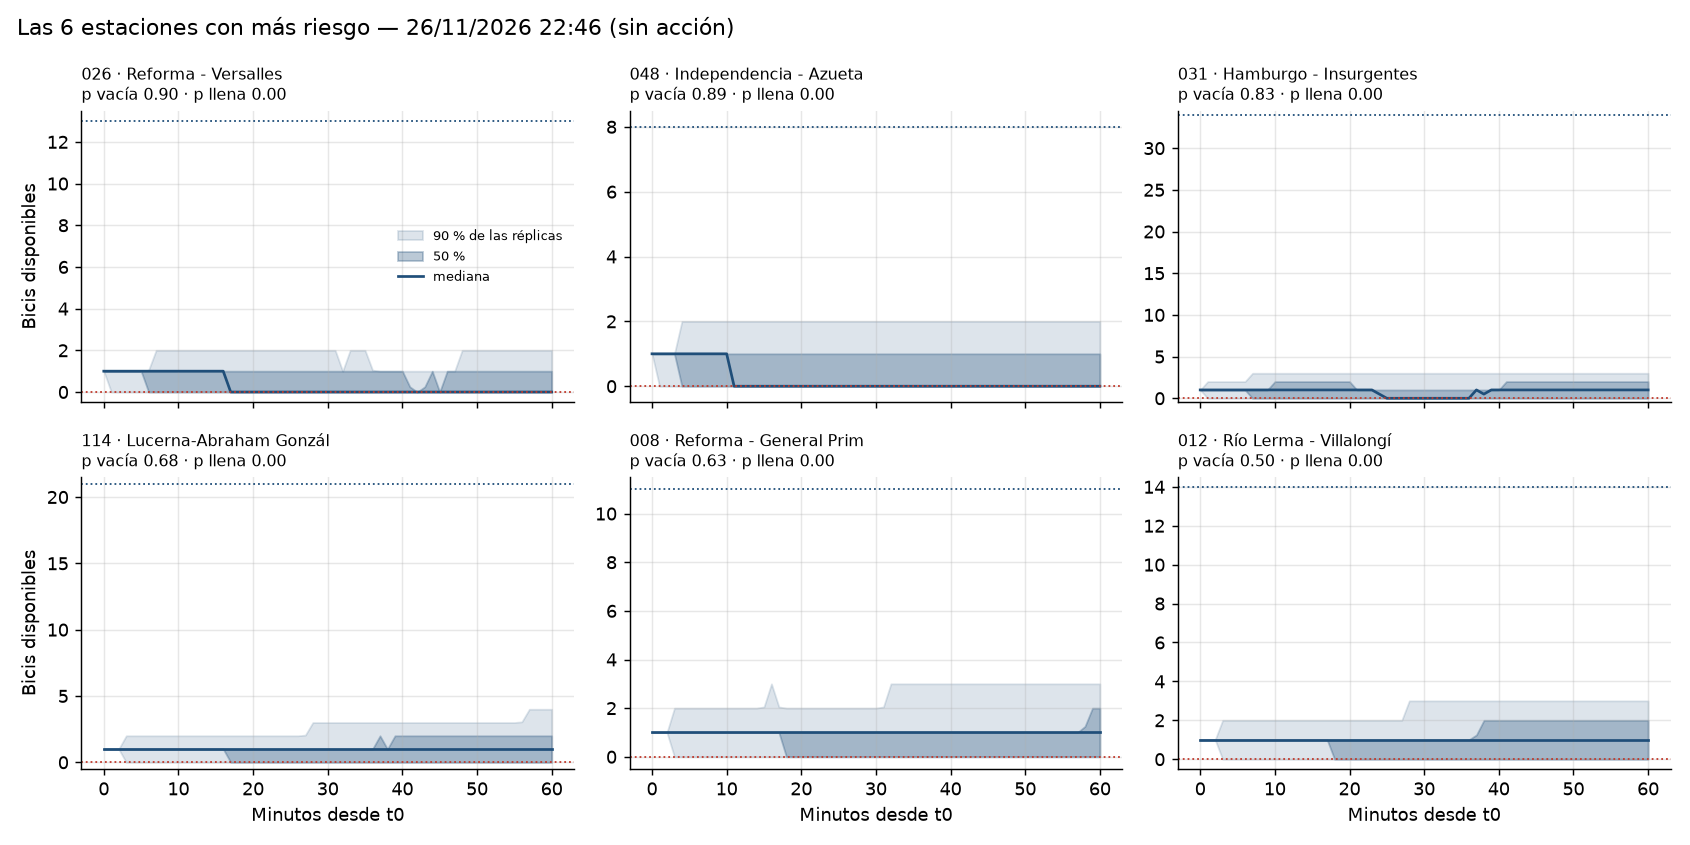 Las 6 estaciones con más riesgo — 26/11/2026 22:46 (sin acción)
026 · Reforma - Versalles
p vacía 0.90 · p llena 0.00
048 · Independencia - Azueta
p vacía 0.89 · p llena 0.00
031 · Hamburgo - Insurgentes
p vacía 0.83 · p llena 0.00
Bicis disponibles
12
10
8
6
4
2
0
90 % de las réplicas
50 %
mediana
8
6
4
2
0
30
25
20
15
10
5
0
114 · Lucerna-Abraham Gonzál
p vacía 0.68 · p llena 0.00
008 · Reforma - General Prim
p vacía 0.63 · p llena 0.00
012 · Río Lerma - Villalongí
p vacía 0.50 · p llena 0.00
Bicis disponibles
20
15
10
5
0
0 10 20 30 40 50 60
Minutos desde t0
10
8
6
4
2
0
0 10 20 30 40 50 60
Minutos desde t0
14
12
10
8
6
4
2
0
0 10 20 30 40 50 60
Minutos desde t0